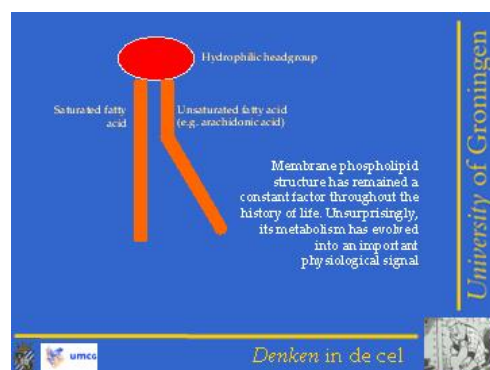 Hydrophilic headgroup
Saturated fatty
acid
Unsaturated fatty acid
(e.g. arachidonic acid)
Membrane phospholipid
structure has remained a
constant factor throughout the
history of life. Unsurprisingly,
its metabolism has evolved
into an important
physiological signal
University of Groningen
umcg
Denken in de cel